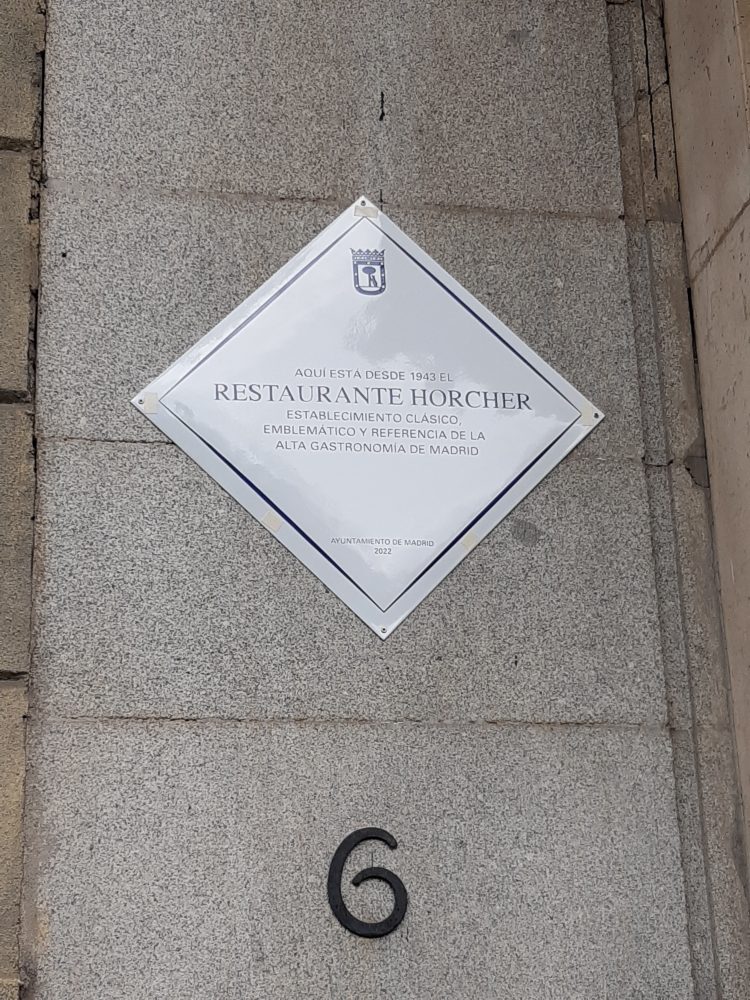 AQUÍ ESTÁ DESDE 1943 EL
RESTAURANTE HORCHER
ESTABLECIMIENTO CLÁSICO,
EMBLEMÁTICO Y REFERENCIA DE LA
ALTA GASTRONOMÍA DE MADRID
AYUNTAMIENTO DE MADRID
2022
6